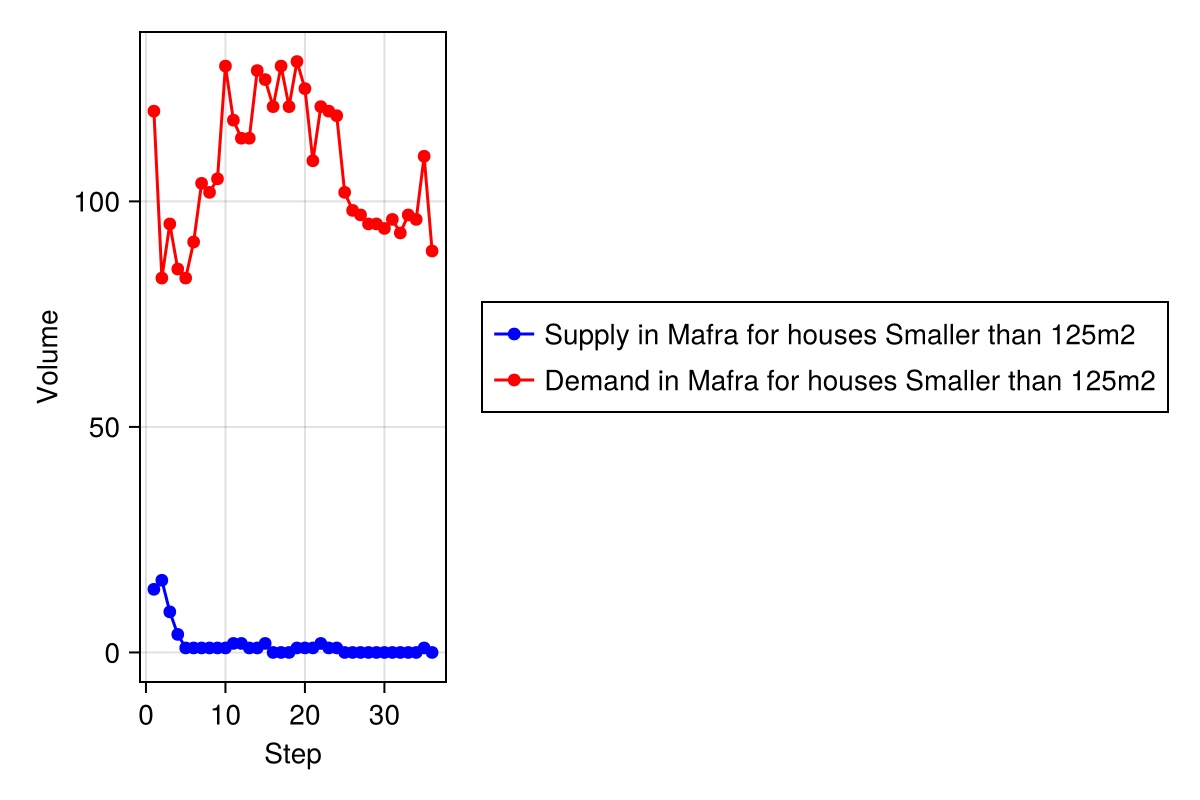 Volume
100
50
0
0
10
20
30
Step
Supply in Mafra for houses Smaller than 125m2
Demand in Mafra for houses Smaller than 125m2